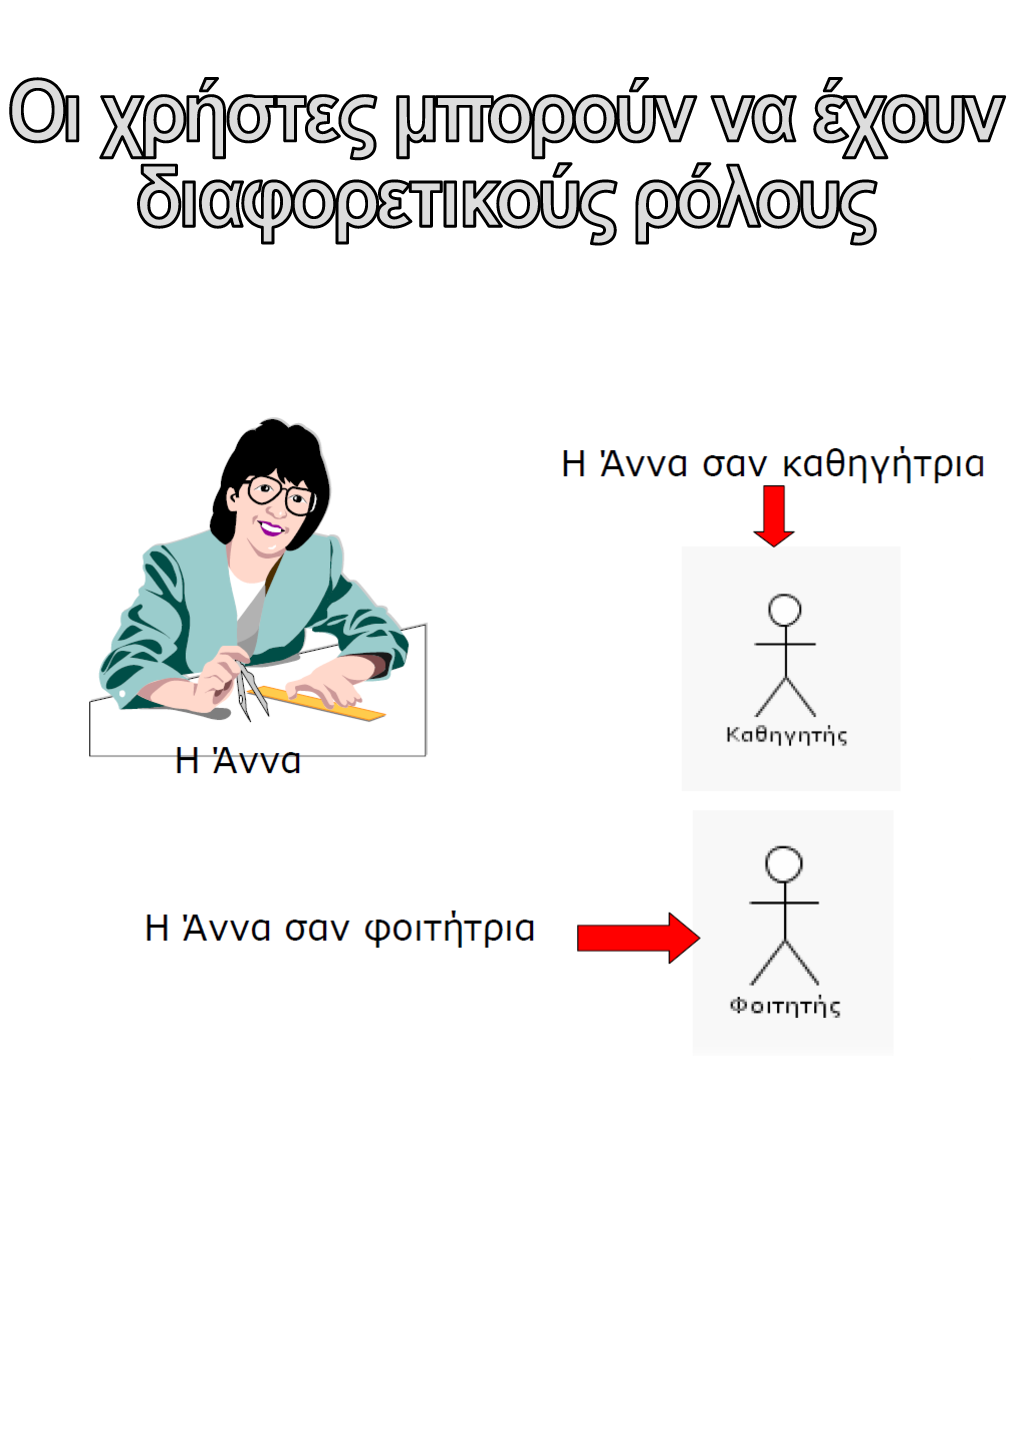 Οι χρήστες μπορούν να έχουν
διαφορετικούς ρόλους
Η Άννα σαν καθηγήτρια
Καθηγητής
Η Άννα
Η Άννα σαν φοιτήτρια
Φοιτητής